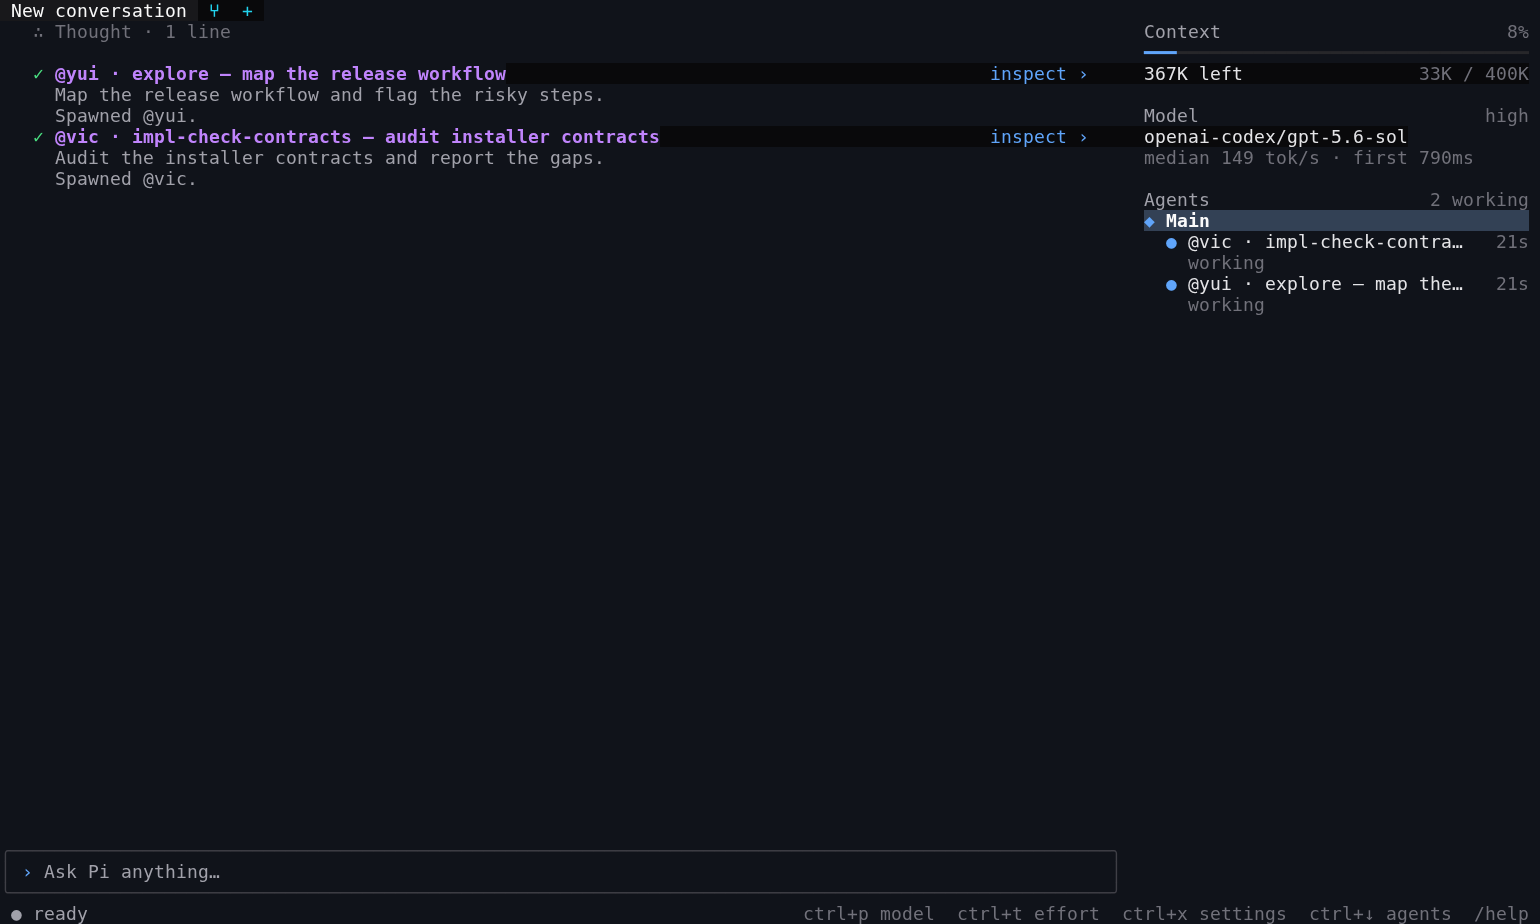 New conversation ⑂ +
∴ Thought · 1 line
✓ @yui · explore — map the release workflow inspect ›
Map the release workflow and flag the risky steps.
Spawned @yui.
✓ @vic · impl-check-contracts — audit installer contracts inspect ›
Audit the installer contracts and report the gaps.
Spawned @vic.
Context 8%
367K left 33K / 400K
Model high
openai-codex/gpt-5.6-sol
median 149 tok/s · first 790ms
Agents 2 working
◆ Main
● @vic · impl-check-contra… 21s
working
● @yui · explore — map the… 21s
working
› Ask Pi anything…
● ready ctrl+p model ctrl+t effort ctrl+x settings ctrl+↓ agents /help